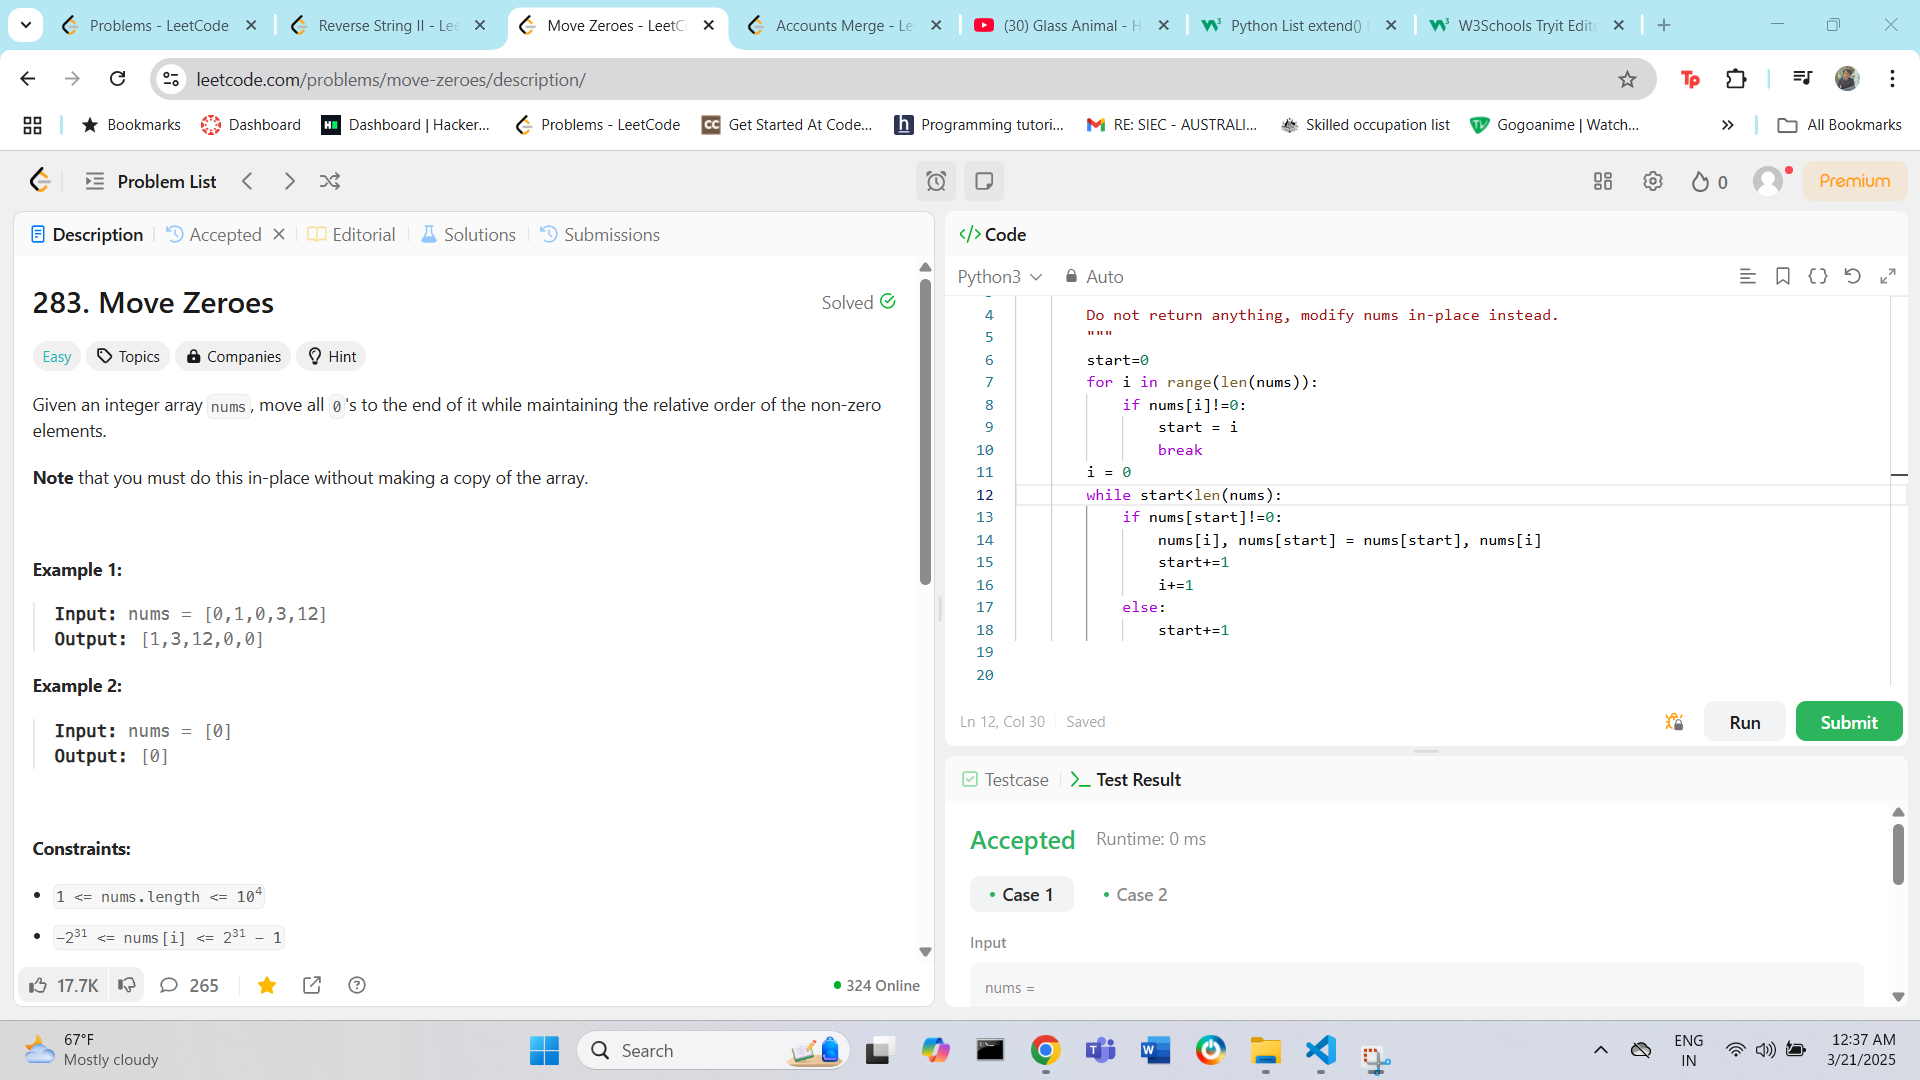 Problems - LeetCode
Reverse String II - Lee
Move Zeroes - LeetC
Accounts Merge - Le
(30) Glass Animal - H
Python List extend()
W3Schools Tryit Edito
leetcode.com/problems/move-zeroes/description/
Bookmarks
Dashboard
Dashboard | Hacker...
Problems - LeetCode
Get Started At Code...
Programming tutori...
RE: SIEC - AUSTRALI...
Skilled occupation list
Gogoanime | Watch...
All Bookmarks
Problem List
0
Premium
Description
Accepted
Editorial
Solutions
Submissions
283. Move Zeroes
Solved
Easy
Topics
Companies
Hint
Given an integer array nums, move all 0's to the end of it while maintaining the relative order of the non-zero
elements.
Note that you must do this in-place without making a copy of the array.
Example 1:
Input: nums = [0,1,0,3,12]
Output: [1,3,12,0,0]
Example 2:
Input: nums = [0]
Output: [0]
Constraints:
1 <= nums.length <= 10⁴
-2³¹ <= nums[i] <= 2³¹ - 1
17.7K
265
324 Online
Code
Python3
Auto
4 Do not return anything, modify nums in-place instead.
5 """
6 start=0
7 for i in range(len(nums)):
8 if nums[i]!=0:
9 start = i
10 break
11 i = 0
12 while start<len(nums):
13 if nums[start]!=0:
14 nums[i], nums[start] = nums[start], nums[i]
15 start+=1
16 i+=1
17 else:
18 start+=1
19
20
Ln 12, Col 30
Saved
Run
Submit
Testcase
Test Result
Accepted
Runtime: 0 ms
Case 1
Case 2
Input
nums =
67°F
Mostly cloudy
Search
ENG
IN
12:37 AM
3/21/2025